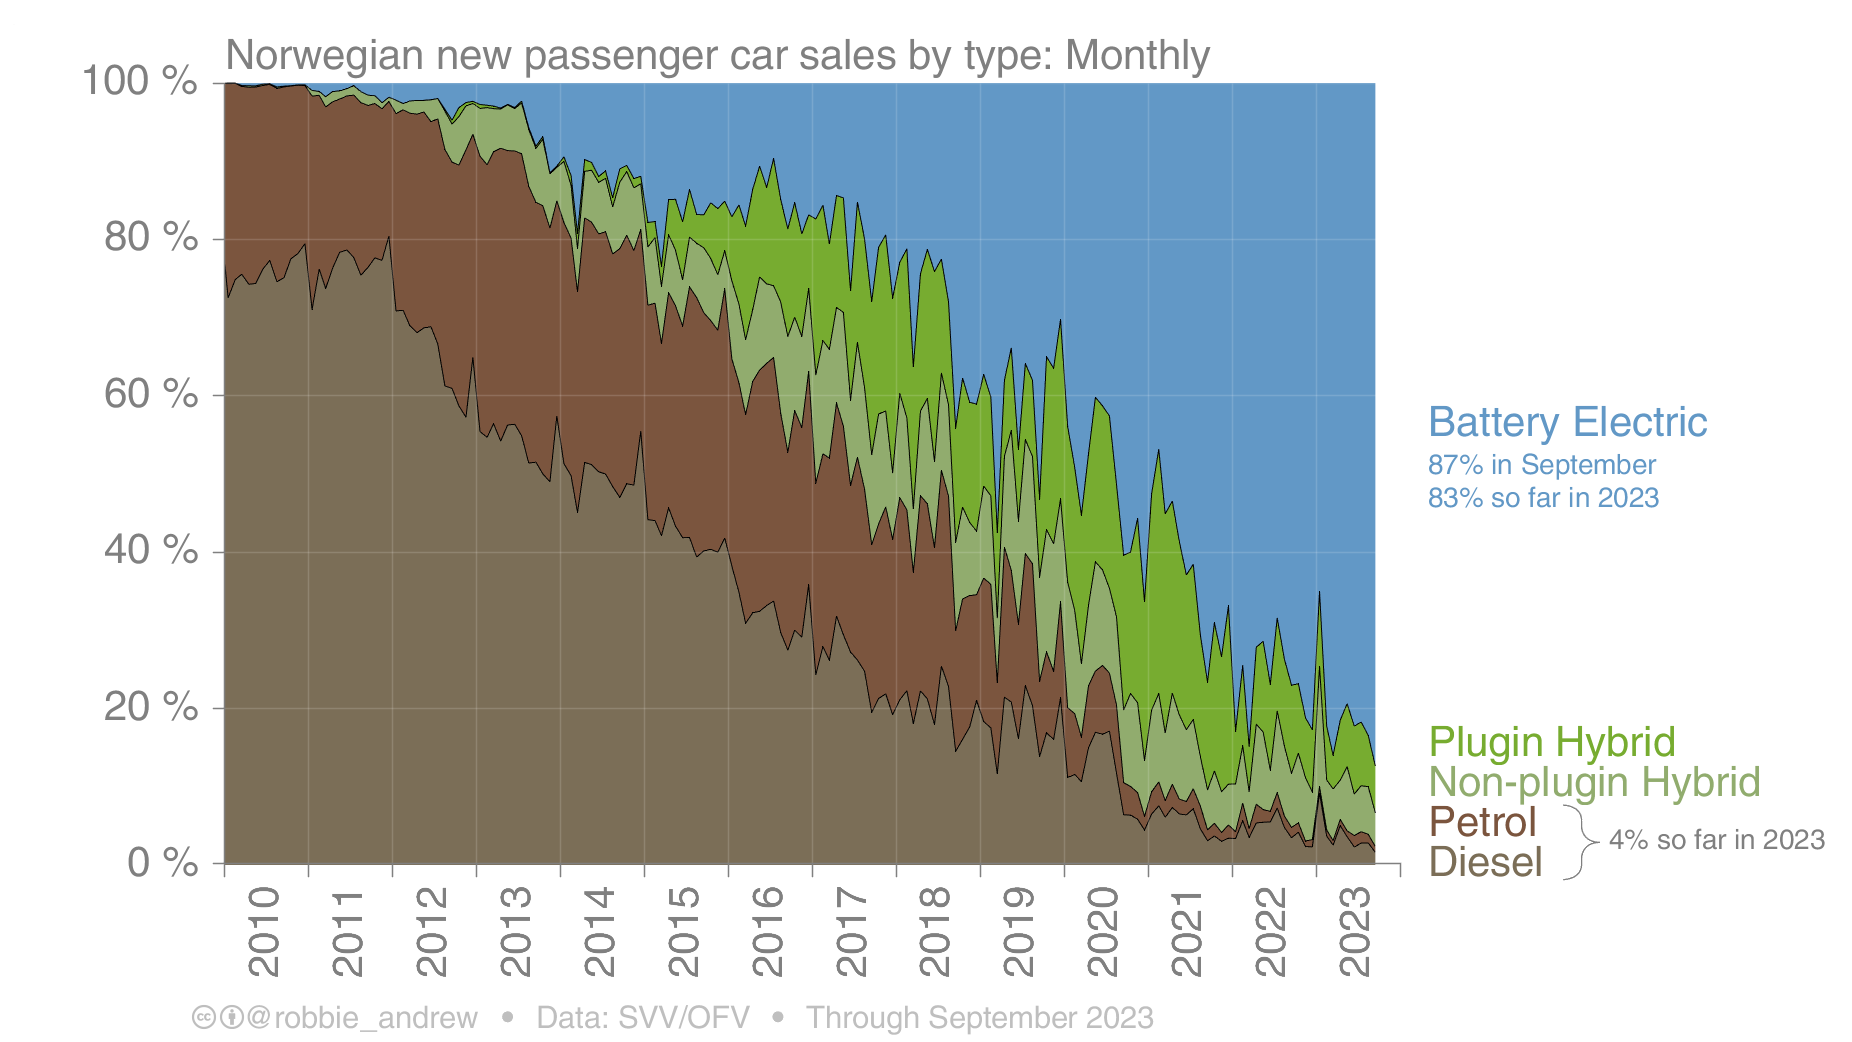 Norwegian new passenger car sales by type: Monthly
100 %
80 %
60 %
40 %
20 %
0 %
2010
2011
2012
2013
2014
2015
2016
2017
2018
2019
2020
2021
2022
2023
Battery Electric
87% in September
83% so far in 2023
Plugin Hybrid
Non-plugin Hybrid
Petrol
Diesel
4% so far in 2023
cc @robbie_andrew • Data: SVV/OFV • Through September 2023